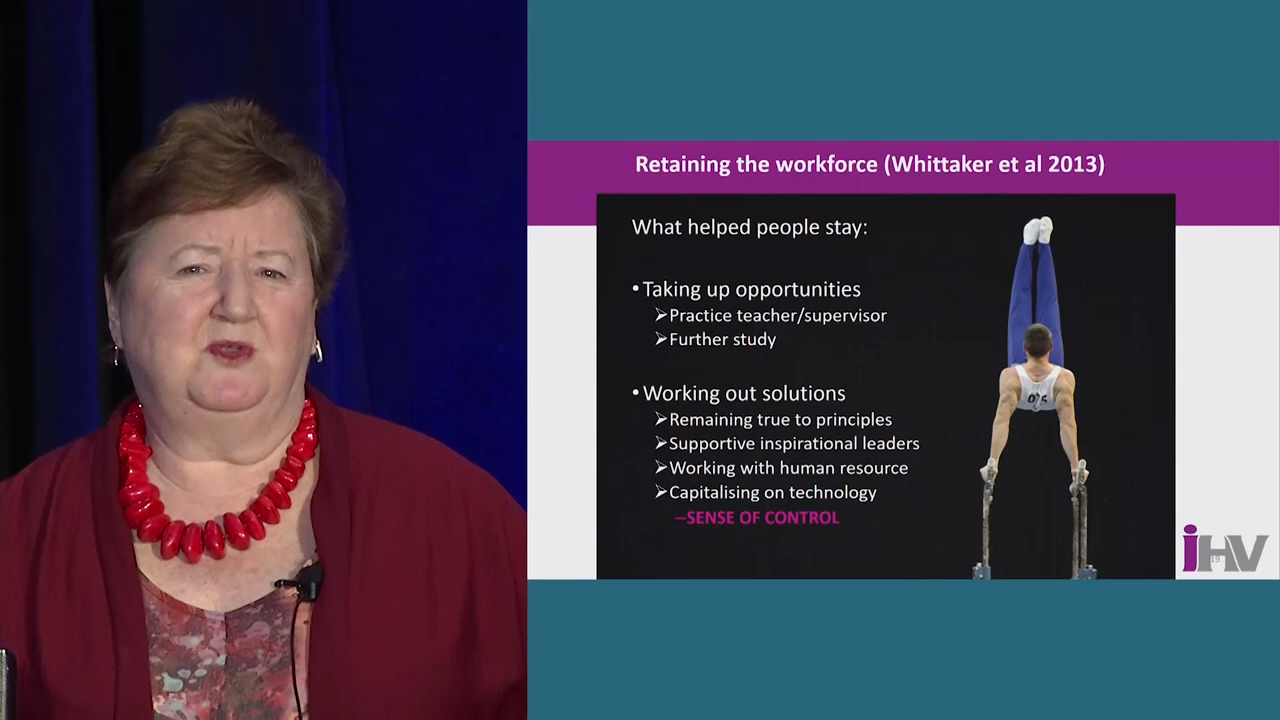 Retaining the workforce (Whittaker et al 2013)
What helped people stay:
• Taking up opportunities
➢Practice teacher/supervisor
➢Further study
• Working out solutions
➢Remaining true to principles
➢Supportive inspirational leaders
➢Working with human resource
➢Capitalising on technology
–SENSE OF CONTROL
iHV